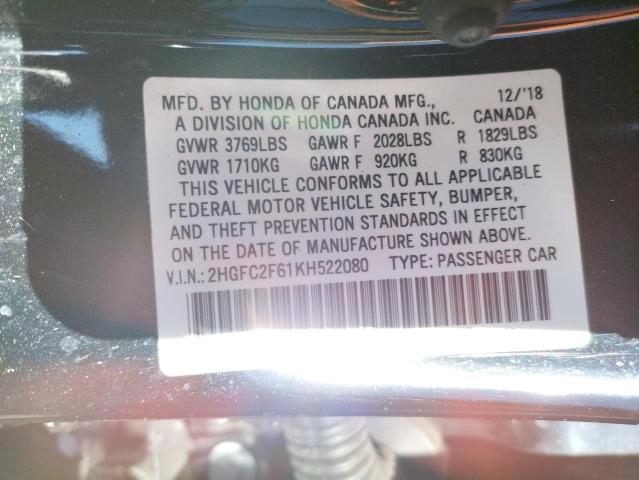 MFD. BY HONDA OF CANADA MFG., 12/'18
A DIVISION OF HONDA CANADA INC. CANADA
GVWR 3769LBS GAWR F 2028LBS R 1829LBS
GVWR 1710KG GAWR F 920KG R 830KG
THIS VEHICLE CONFORMS TO ALL APPLICABLE
FEDERAL MOTOR VEHICLE SAFETY, BUMPER,
AND THEFT PREVENTION STANDARDS IN EFFECT
ON THE DATE OF MANUFACTURE SHOWN ABOVE.
V.I.N.: 2HGFC2F61KH522080 TYPE: PASSENGER CAR